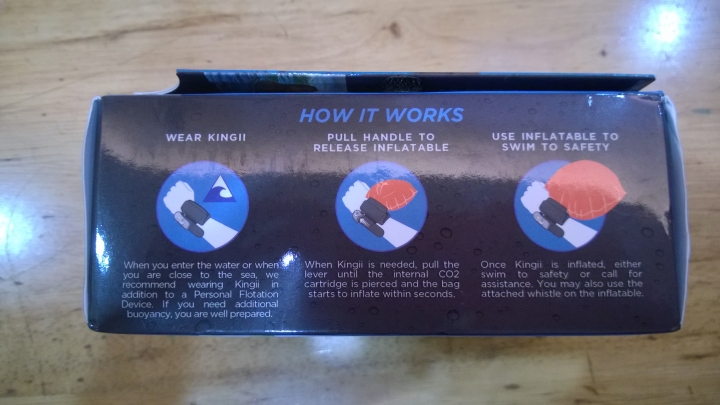 HOW IT WORKS
WEAR KINGII
When you enter the water or when
you are close to the sea, we
recommend wearing Kingii in
addition to a Personal Flotation
Device. If you need additional
buoyancy, you are well prepared.
PULL HANDLE TO
RELEASE INFLATABLE
When Kingii is needed, pull the
lever until the internal CO2
cartridge is pierced and the bag
starts to inflate within seconds.
USE INFLATABLE TO
SWIM TO SAFETY
Once Kingii is inflated, either
swim to safety or call for
assistance. You may also use the
attached whistle on the inflatable.